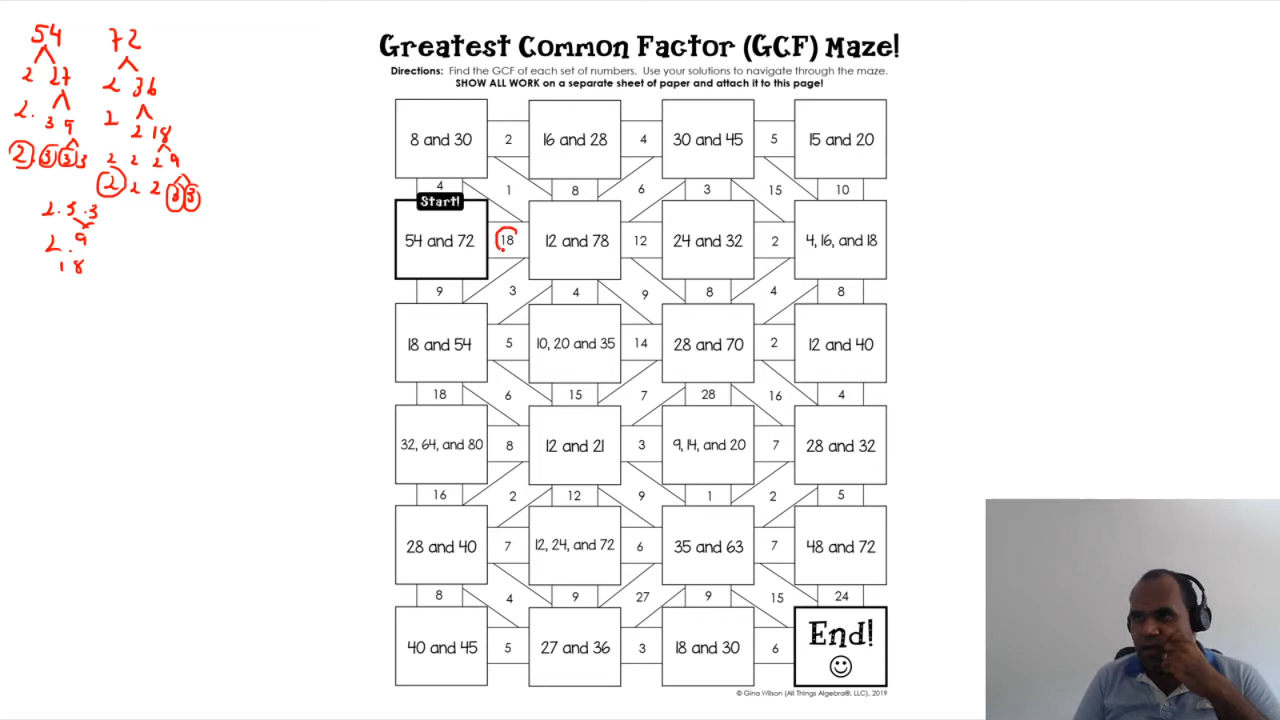 54 72
2 27 2 36
2. 3 9 2 2 18
2. 3 3 3 2 2 2 9
2 2 2 3 3
2.3.3
2.9
18
Greatest Common Factor (GCF) Maze!
Directions: Find the GCF of each set of numbers. Use your solutions to navigate through the maze.
SHOW ALL WORK on a separate sheet of paper and attach it to this page!
8 and 30 2 16 and 28 4 30 and 45 5 15 and 20
4 1 8 6 3 15 10
Start!
54 and 72 18 12 and 78 12 24 and 32 2 4, 16, and 18
9 3 4 9 8 4 8
18 and 54 5 10, 20 and 35 14 28 and 70 2 12 and 40
18 6 15 7 28 16 4
32, 64, and 80 8 12 and 21 3 9, 14, and 20 7 28 and 32
16 2 12 9 1 2 5
28 and 40 7 12, 24, and 72 6 35 and 63 7 48 and 72
8 4 9 27 9 15 24
40 and 45 5 27 and 36 3 18 and 30 6 End!
© Gina Wilson (All Things Algebra®, LLC), 2019